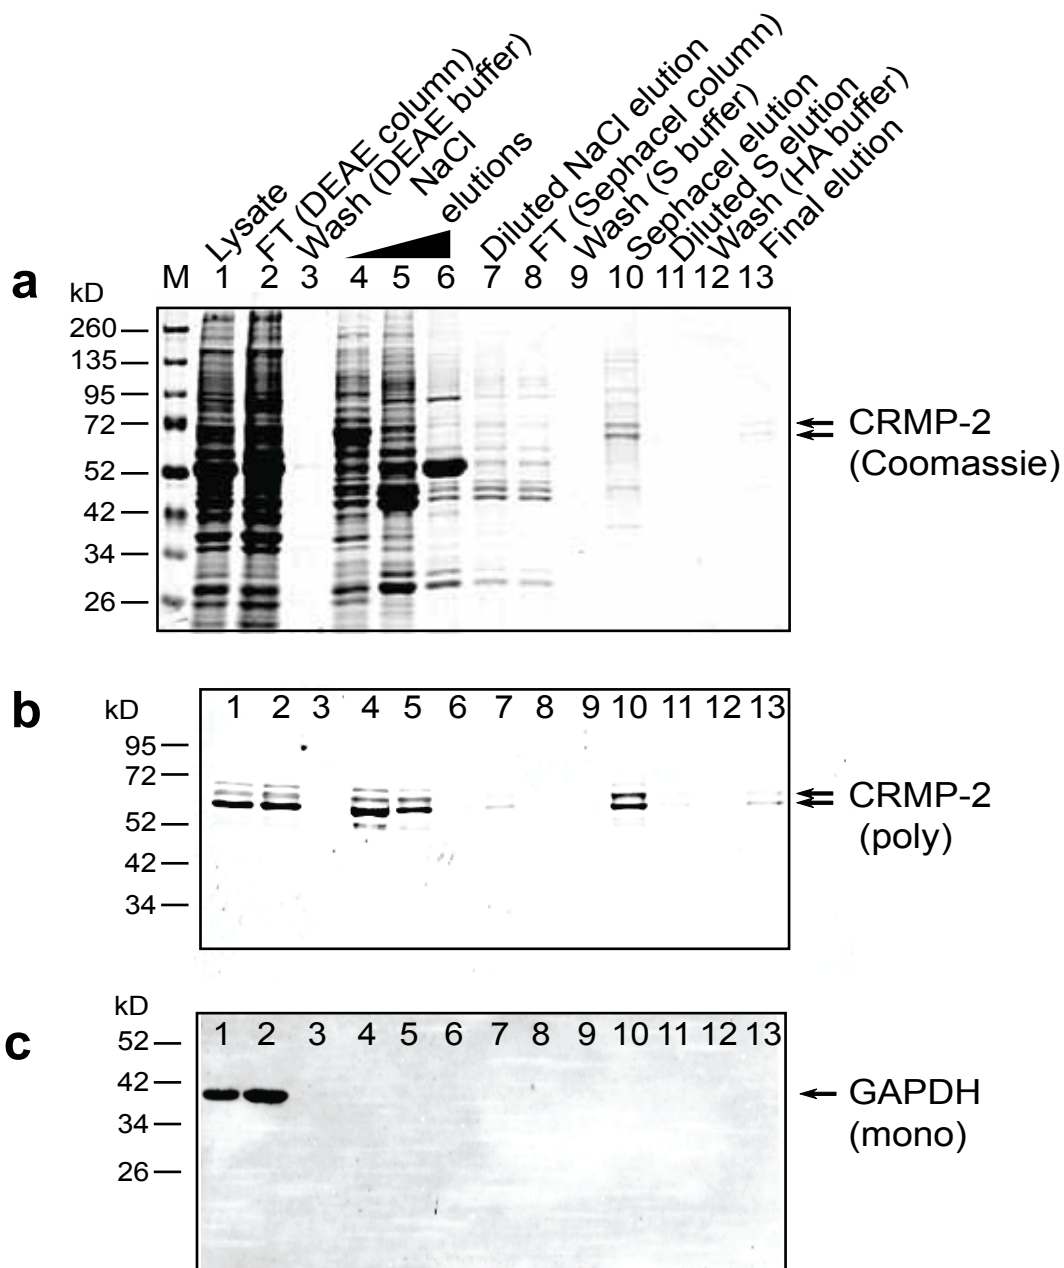 Lysate
FT (DEAE column)
Wash (DEAE buffer)
NaCl
elutions
Diluted NaCl elution
FT (Sephacel column)
Wash (S buffer)
Sephacel elution
Diluted S elution
Wash (HA buffer)
Final elution
a
kD
M 1 2 3 4 5 6 7 8 9 10 11 12 13
260
135
95
72
52
42
34
26
CRMP-2
(Coomassie)
b
kD
1 2 3 4 5 6 7 8 9 10 11 12 13
95
72
52
42
34
CRMP-2
(poly)
c
kD
1 2 3 4 5 6 7 8 9 10 11 12 13
52
42
34
26
GAPDH
(mono)